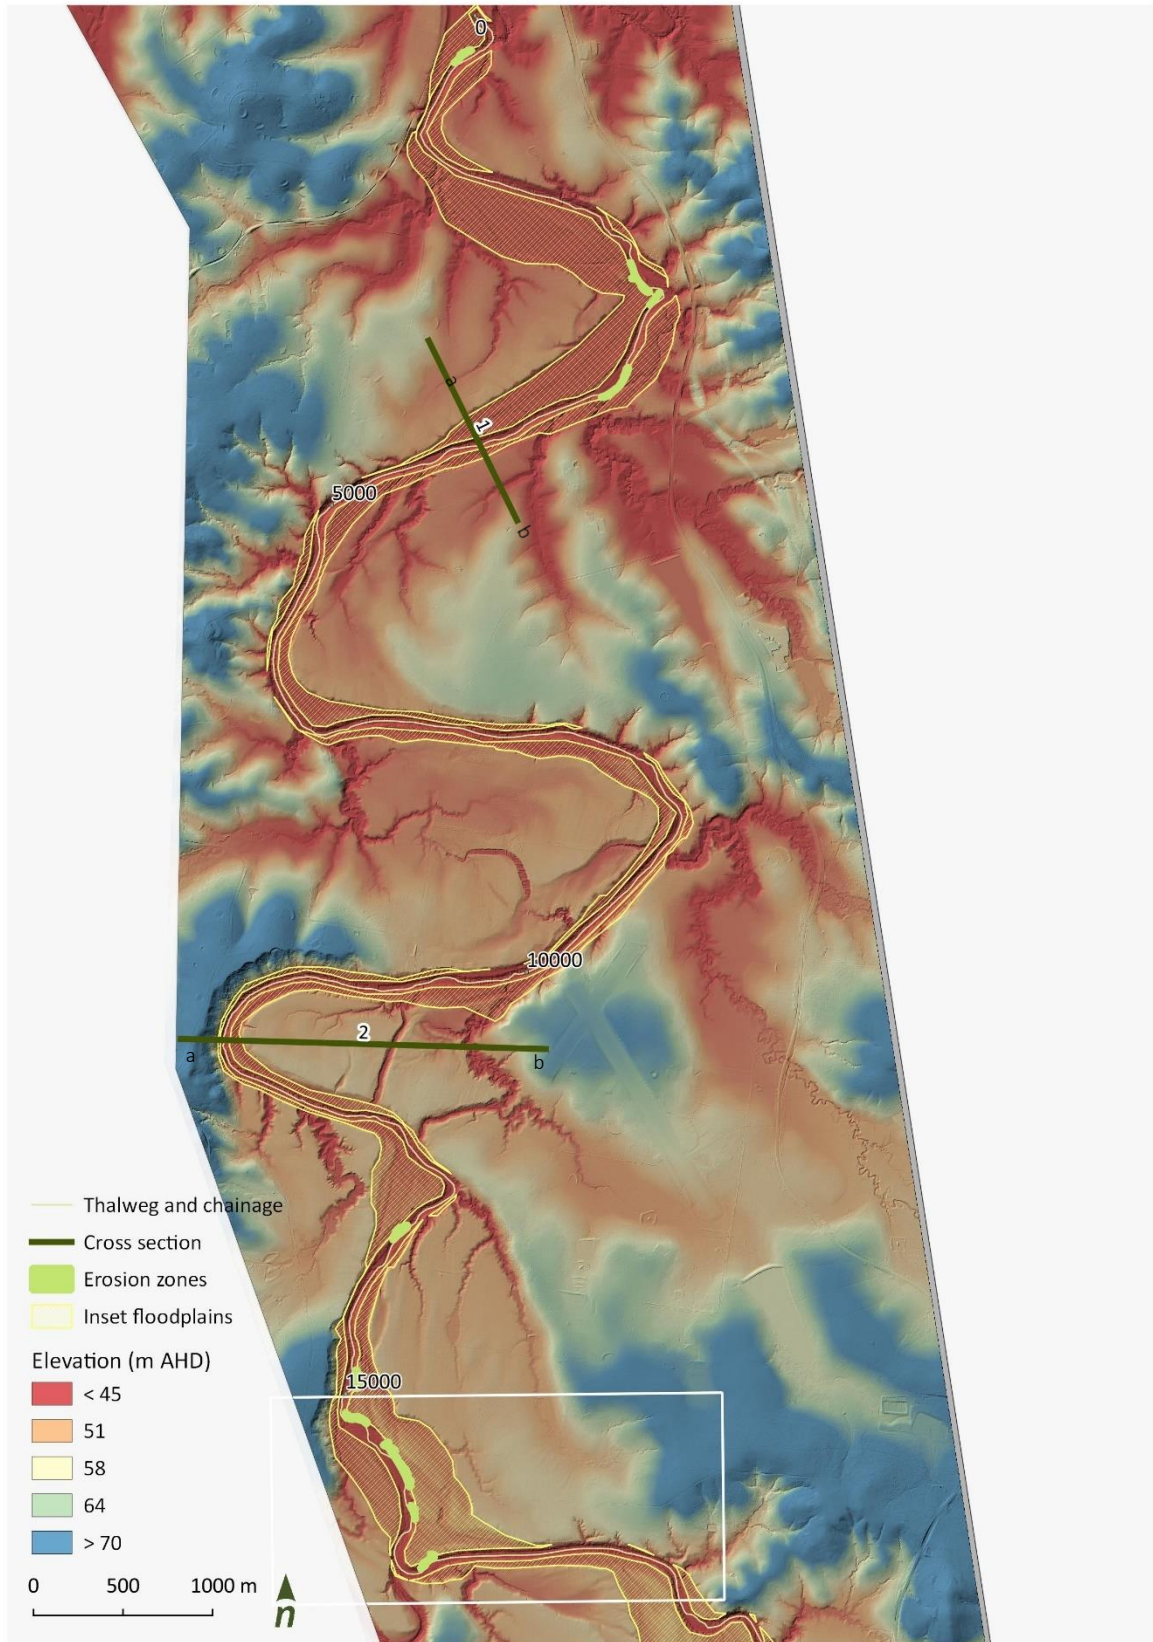 0
a
1
b
5000
10000
2
a
b
15000
Thalweg and chainage
Cross section
Erosion zones
Inset floodplains
Elevation (m AHD)
< 45
51
58
64
> 70
0 500 1000 m
n